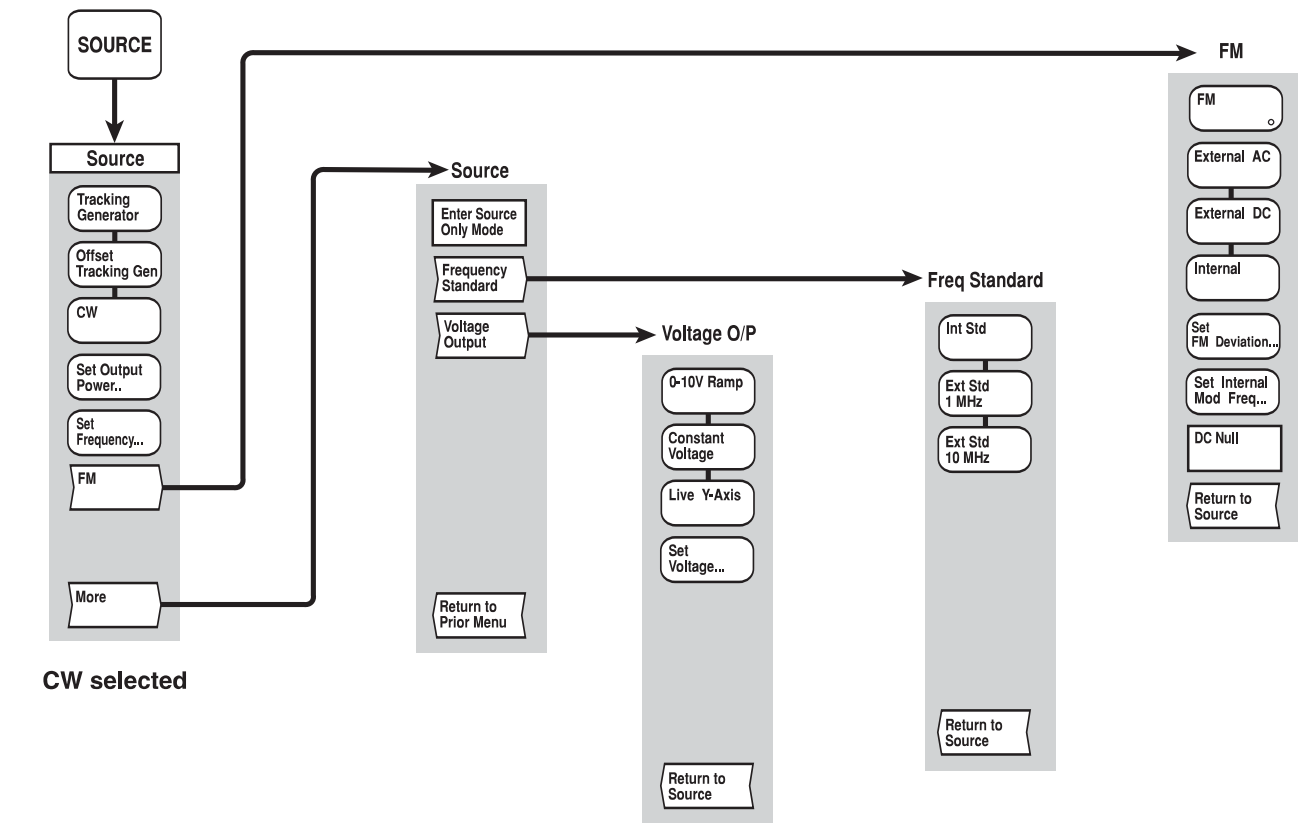 SOURCE
Source
Tracking
Generator
Offset
Tracking Gen
CW
Set Output
Power..
Set
Frequency...
FM
More
CW selected
Source
Enter Source
Only Mode
Frequency
Standard
Voltage
Output
Return to
Prior Menu
Voltage O/P
0-10V Ramp
Constant
Voltage
Live Y-Axis
Set
Voltage...
Return to
Source
Freq Standard
Int Std
Ext Std
1 MHz
Ext Std
10 MHz
Return to
Source
FM
FM
External AC
External DC
Internal
Set
FM Deviation...
Set Internal
Mod Freq...
DC Null
Return to
Source